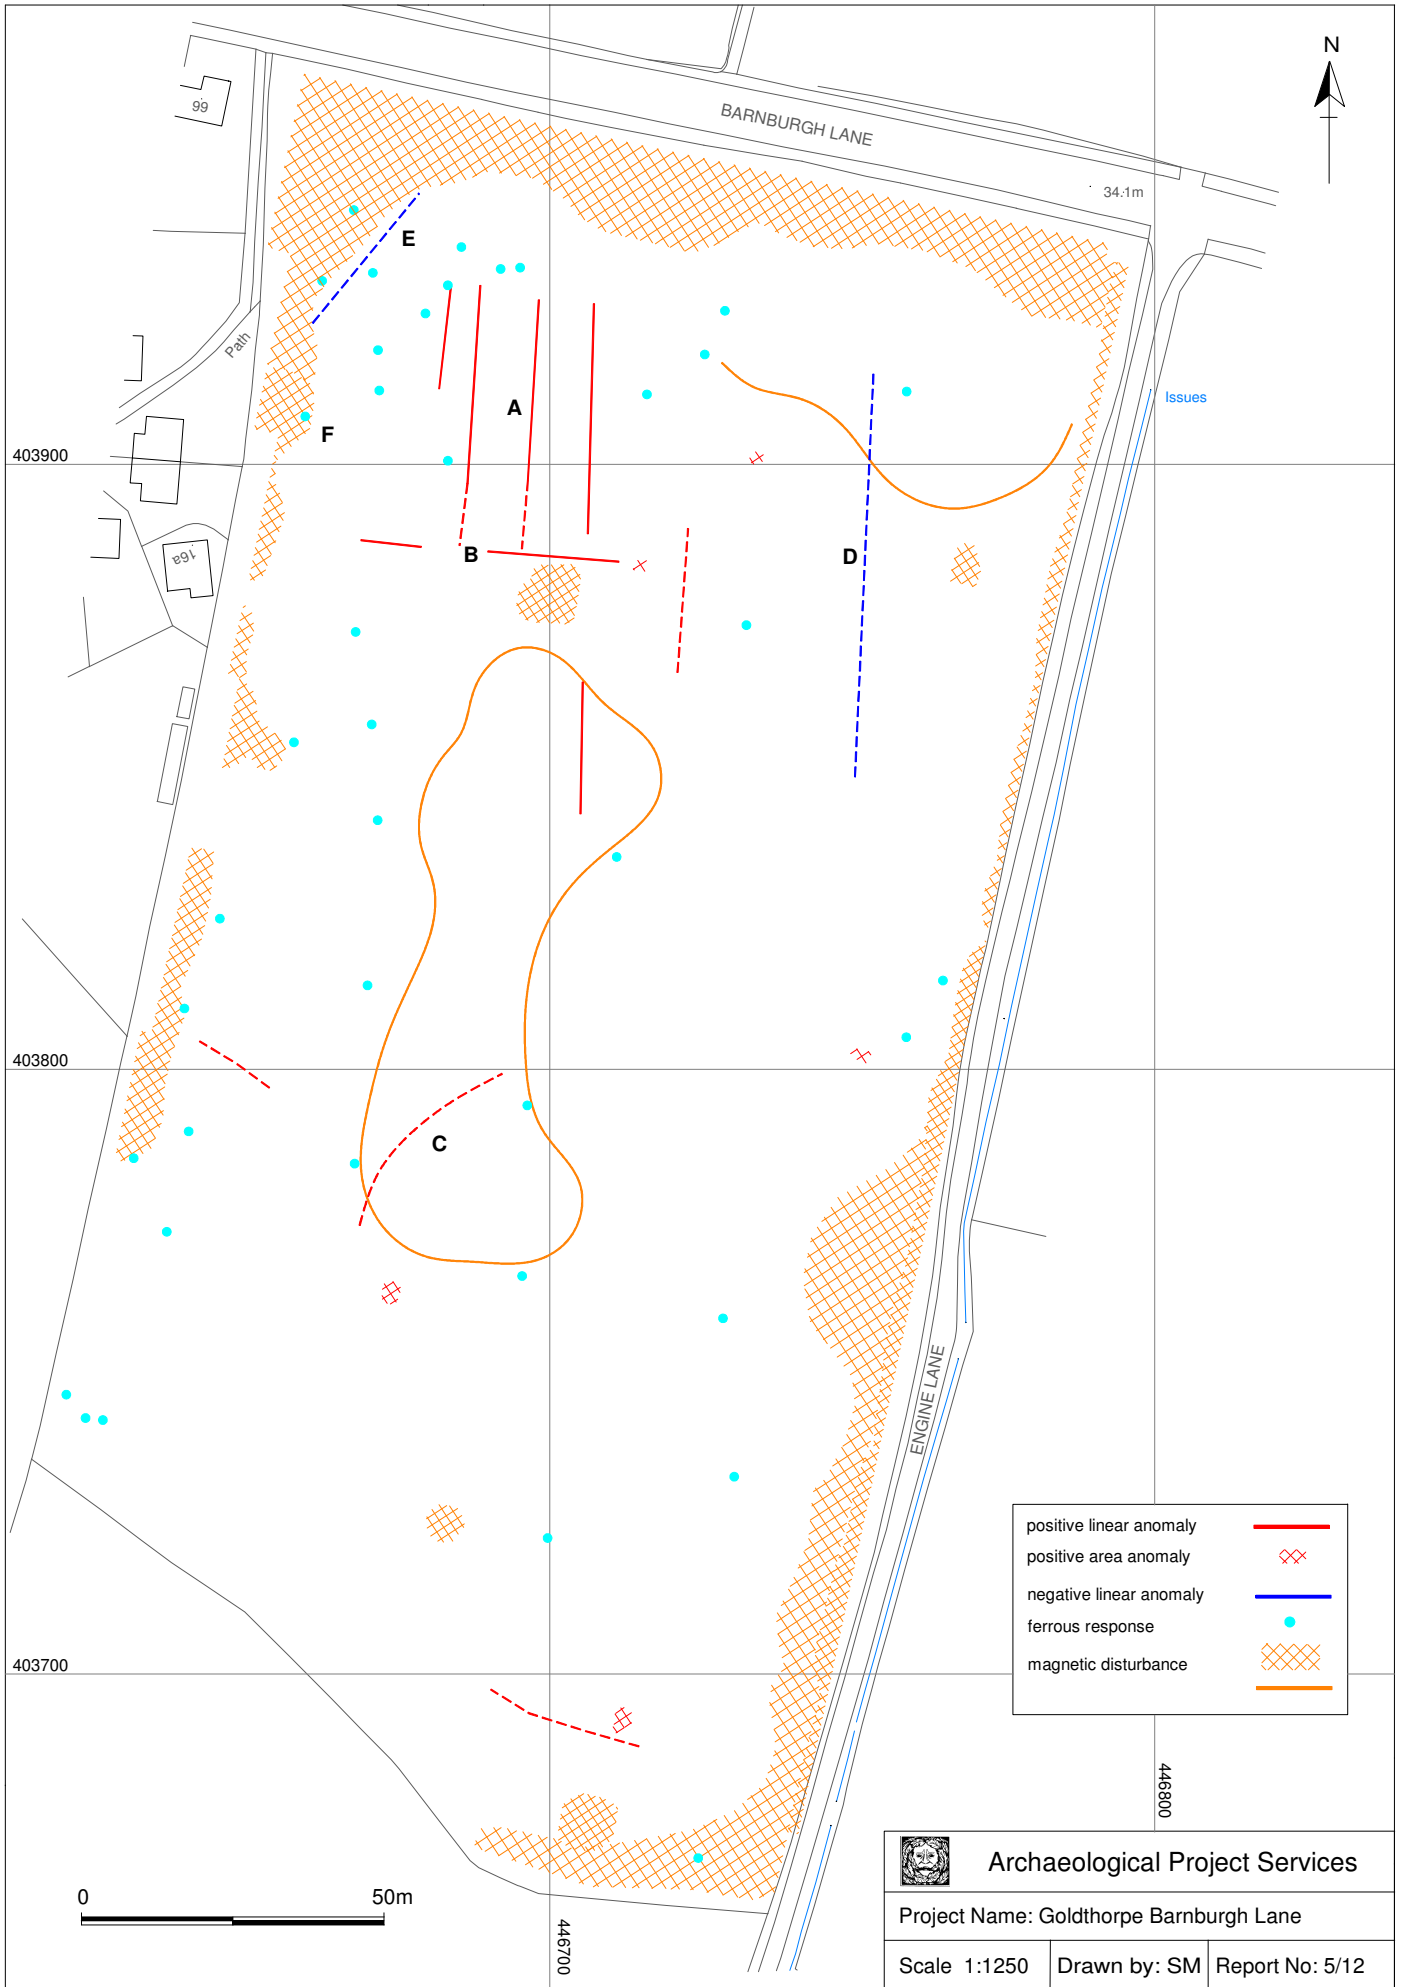 N
BARNBURGH LANE
99
34.1m
E
Path
A
Issues
F
403900
B
D
16a
403800
C
ENGINE LANE
positive linear anomaly
positive area anomaly
negative linear anomaly
ferrous response
magnetic disturbance
403700
446800
0 50m
446700
Archaeological Project Services
Project Name: Goldthorpe Barnburgh Lane
Scale 1:1250 Drawn by: SM Report No: 5/12